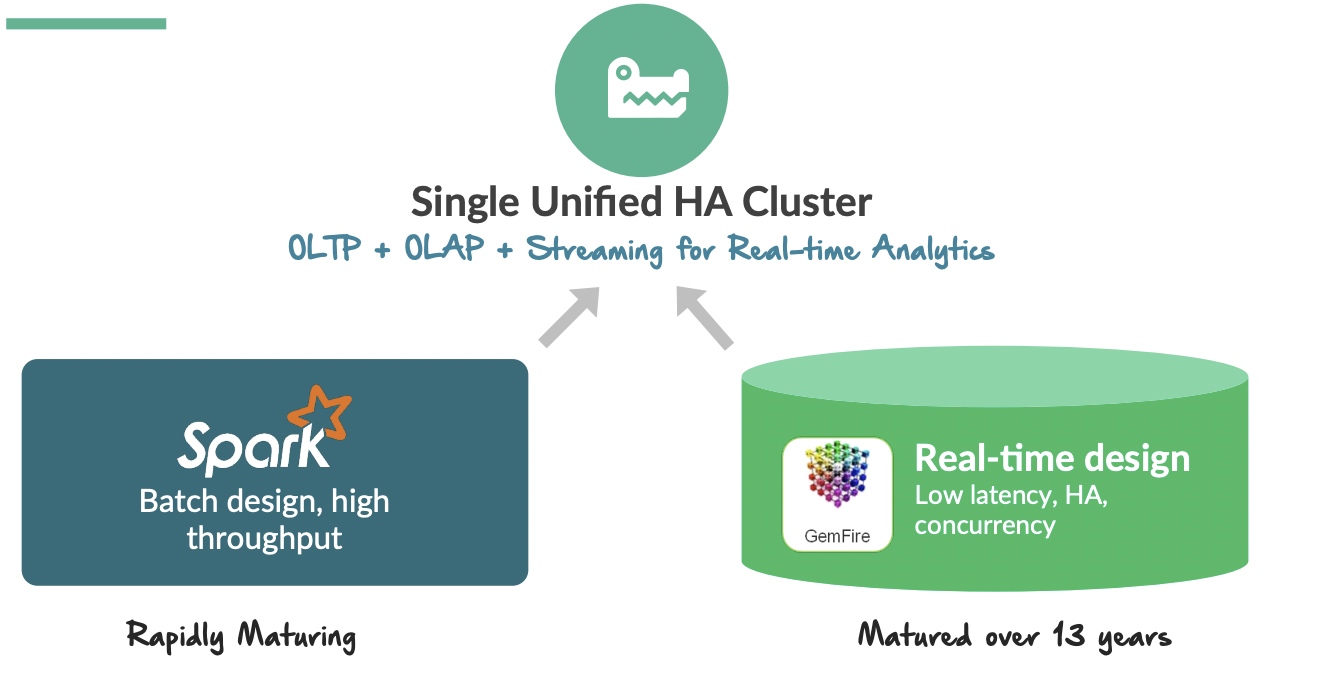 Single Unified HA Cluster
OLTP + OLAP + Streaming for Real-time Analytics
Spark
Batch design, high
throughput
Rapidly Maturing
GemFire
Real-time design
Low latency, HA,
concurrency
Matured over 13 years